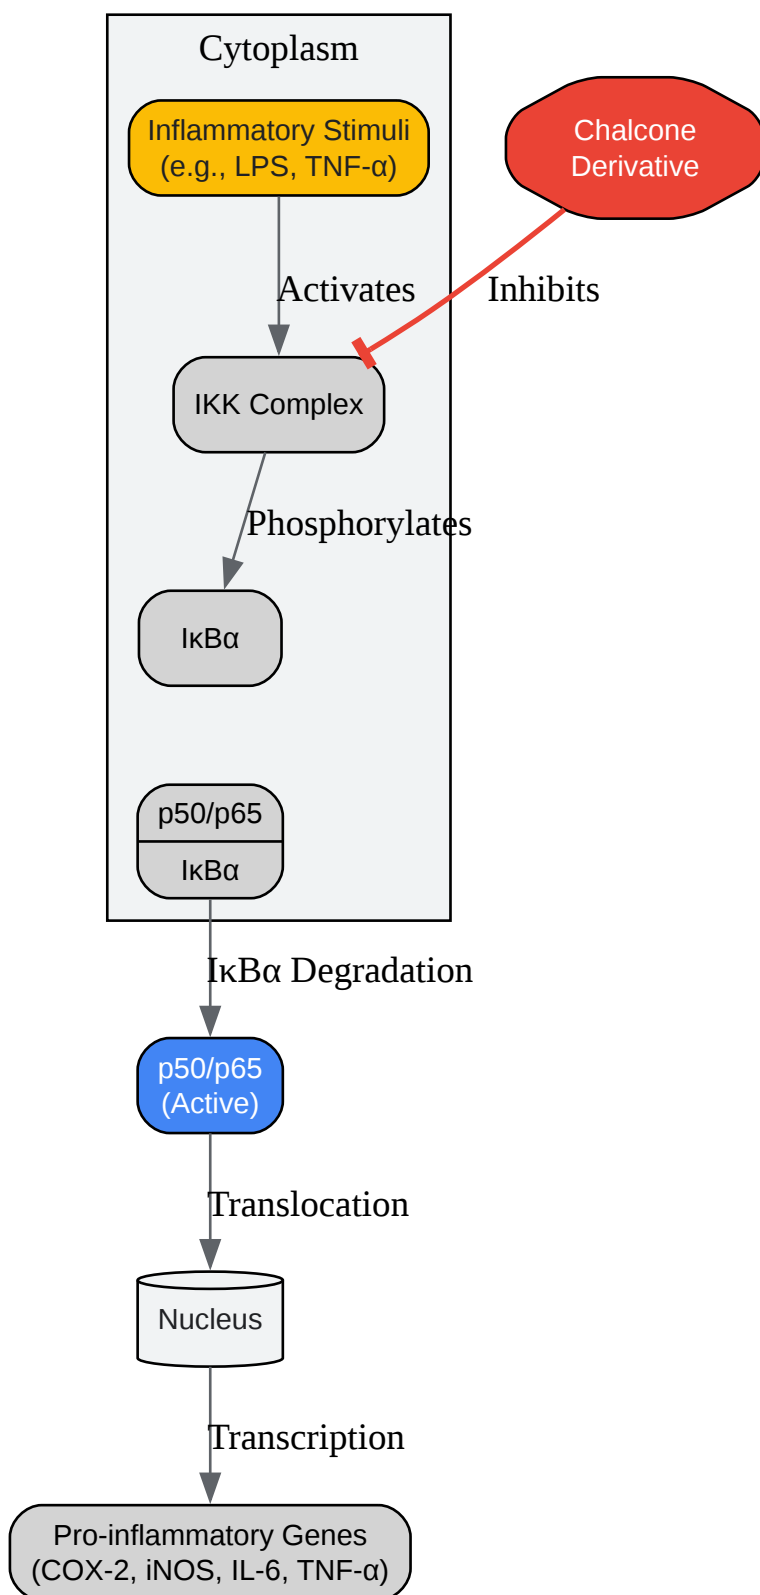 Cytoplasm
Inflammatory Stimuli
(e.g., LPS, TNF-α)
Chalcone
Derivative
Activates
Inhibits
IKK Complex
Phosphorylates
IκBα
p50/p65
IκBα
IκBα Degradation
p50/p65
(Active)
Translocation
Nucleus
Transcription
Pro-inflammatory Genes
(COX-2, iNOS, IL-6, TNF-α)